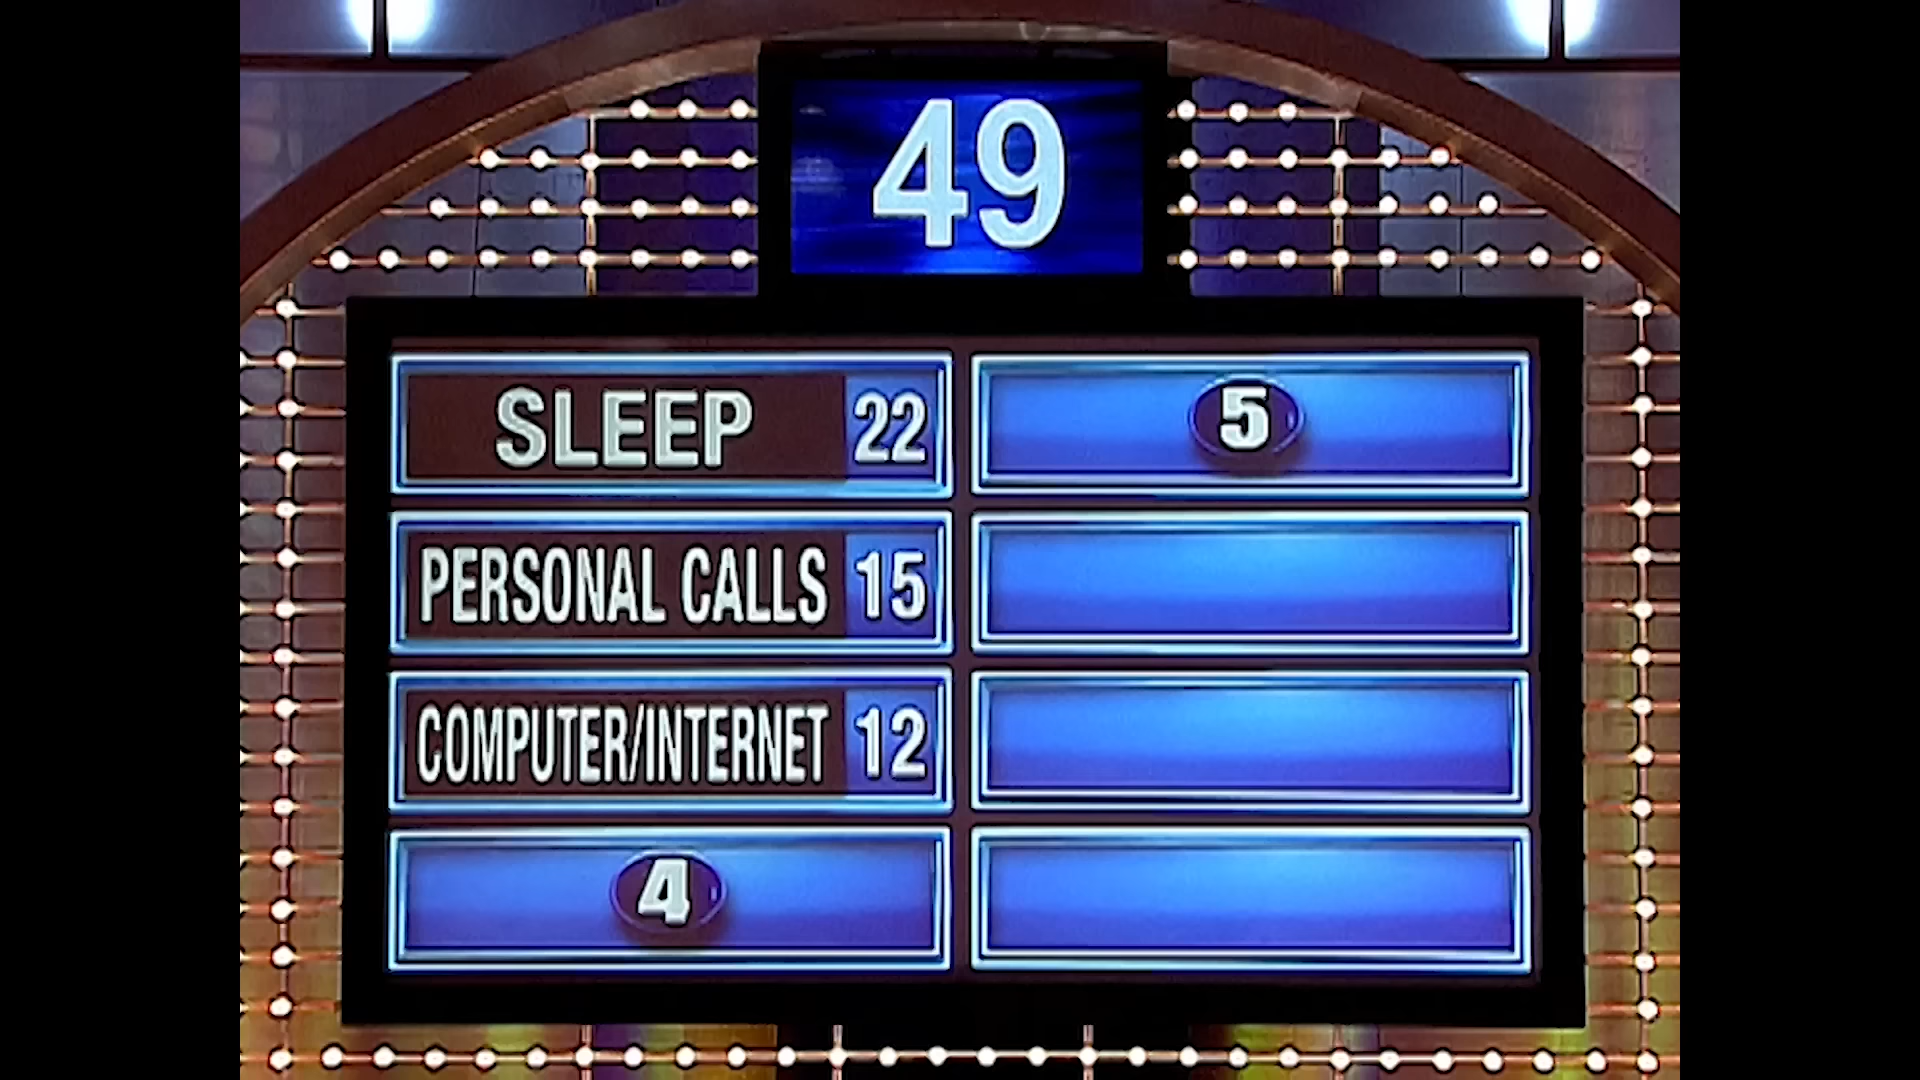 49
SLEEP 22
5
PERSONAL CALLS 15
COMPUTER/INTERNET 12
4